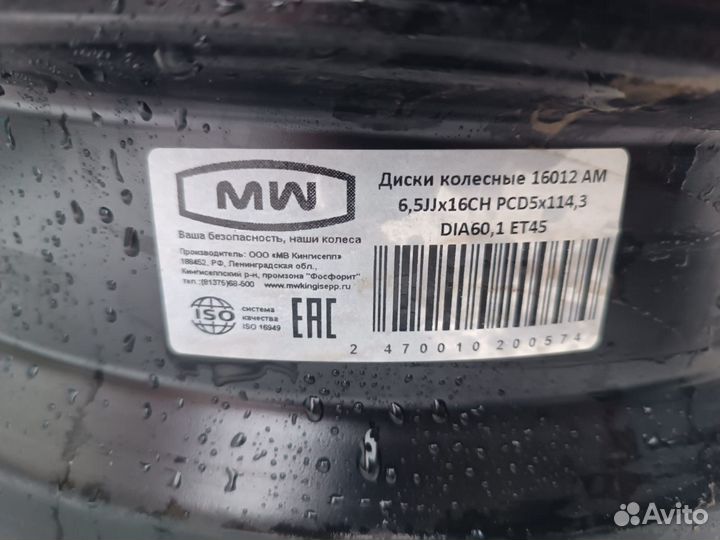 MW
Ваша безопасность, наши колеса
Производитель: ООО «МВ Кингисепп»
188452, РФ, Ленинградская обл.,
Кингисеппский р-н, промзона "Фосфорит"
тел.:(81375)68-500 www.mwkingisepp.ru
ISO
система
качества
ISO 16949
EAC
Диски колесные 16012 AM
6,5JJx16CH PCD5x114,3
DIA60,1 ET45
2 470010 200574
Avito